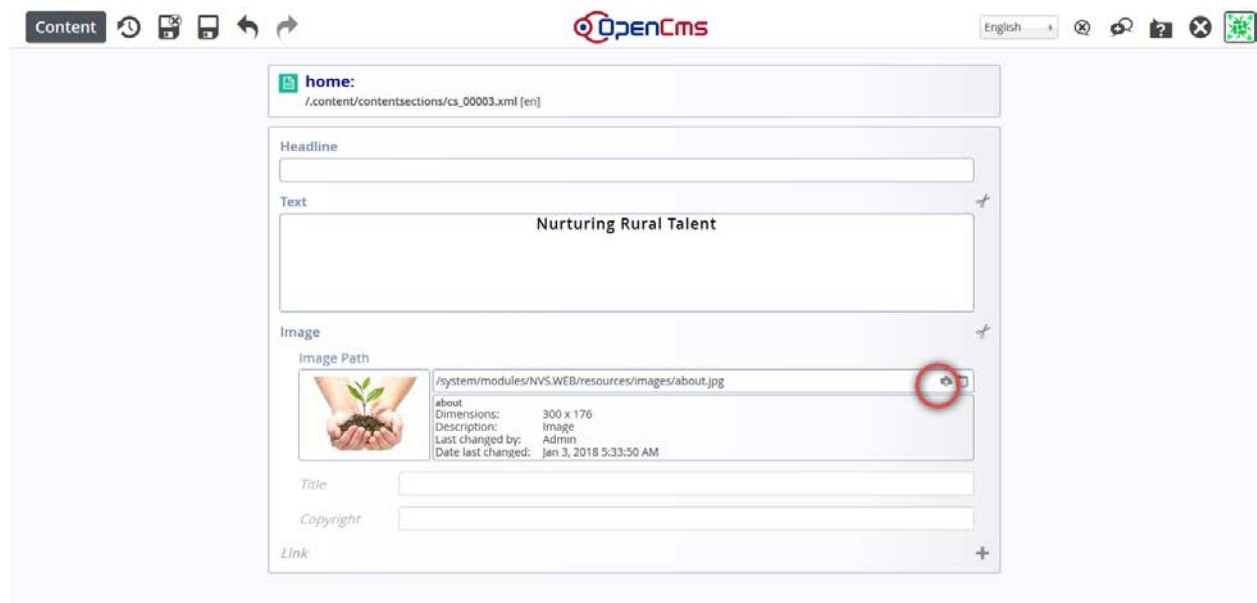 Content
OpenCms
English
home:
/.content/contentsections/cs_00003.xml [en]
Headline
Text
Nurturing Rural Talent
Image
Image Path
/system/modules/NVS.WEB/resources/images/about.jpg
about
Dimensions: 300 x 176
Description: Image
Last changed by: Admin
Date last changed: Jan 3, 2018 5:33:50 AM
Title
Copyright
Link